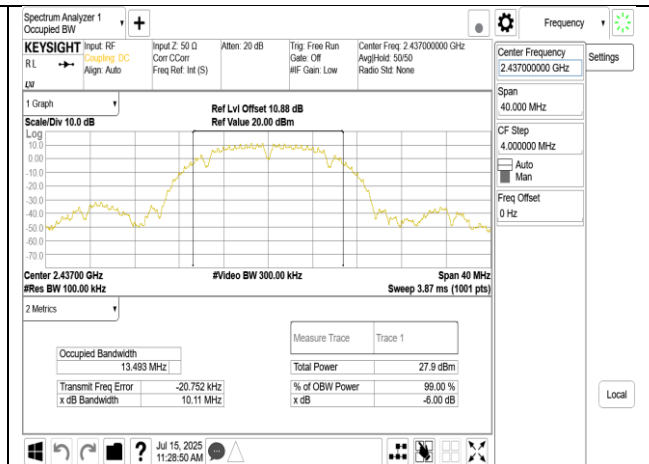 Spectrum Analyzer 1
Occupied BW
Frequency
KEYSIGHT
RL
LXI
Input: RF
Coupling: DC
Align: Auto
Input Z: 50 Ω
Corr CCorr
Freq Ref: Int (S)
Atten: 20 dB
Trig: Free Run
Gate: Off
#IF Gain: Low
Center Freq: 2.437000000 GHz
Avg|Hold: 50/50
Radio Std: None
Center Frequency
2.437000000 GHz
Settings
Span
40.000 MHz
CF Step
4.000000 MHz
Auto
Man
Freq Offset
0 Hz
Local
1 Graph
Scale/Div 10.0 dB
Ref Lvl Offset 10.88 dB
Ref Value 20.00 dBm
Log
10.0
0.00
-10.0
-20.0
-30.0
-40.0
-50.0
-60.0
-70.0
Center 2.43700 GHz
#Video BW 300.00 kHz
Span 40 MHz
#Res BW 100.00 kHz
Sweep 3.87 ms (1001 pts)
2 Metrics
Measure Trace Trace 1
Occupied Bandwidth
13.493 MHz
Total Power 27.9 dBm
Transmit Freq Error -20.752 kHz
% of OBW Power 99.00 %
x dB Bandwidth 10.11 MHz
x dB -6.00 dB
?
Jul 15, 2025
11:28:50 AM